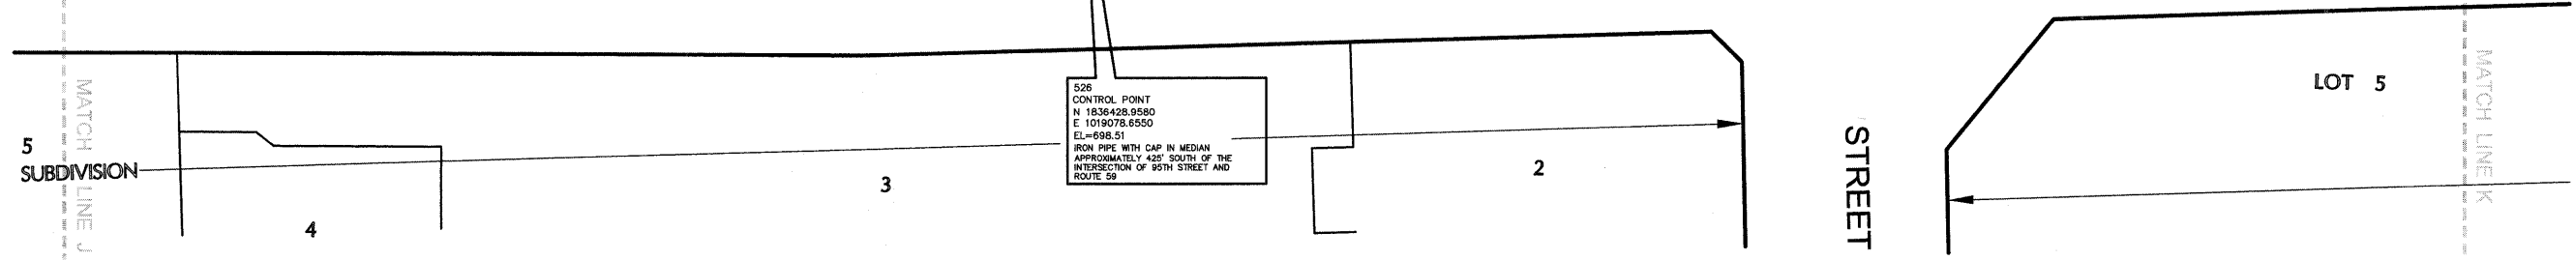 526
CONTROL POINT
N 1836428.9580
E 1019078.6550
EL=698.51
IRON PIPE WITH CAP IN MEDIAN
APPROXIMATELY 425' SOUTH OF THE
INTERSECTION OF 95TH STREET AND
ROUTE 59
5
SUBDIVISION
MATCH LINE J
4
3
2
STREET
LOT 5
MATCH LINE K